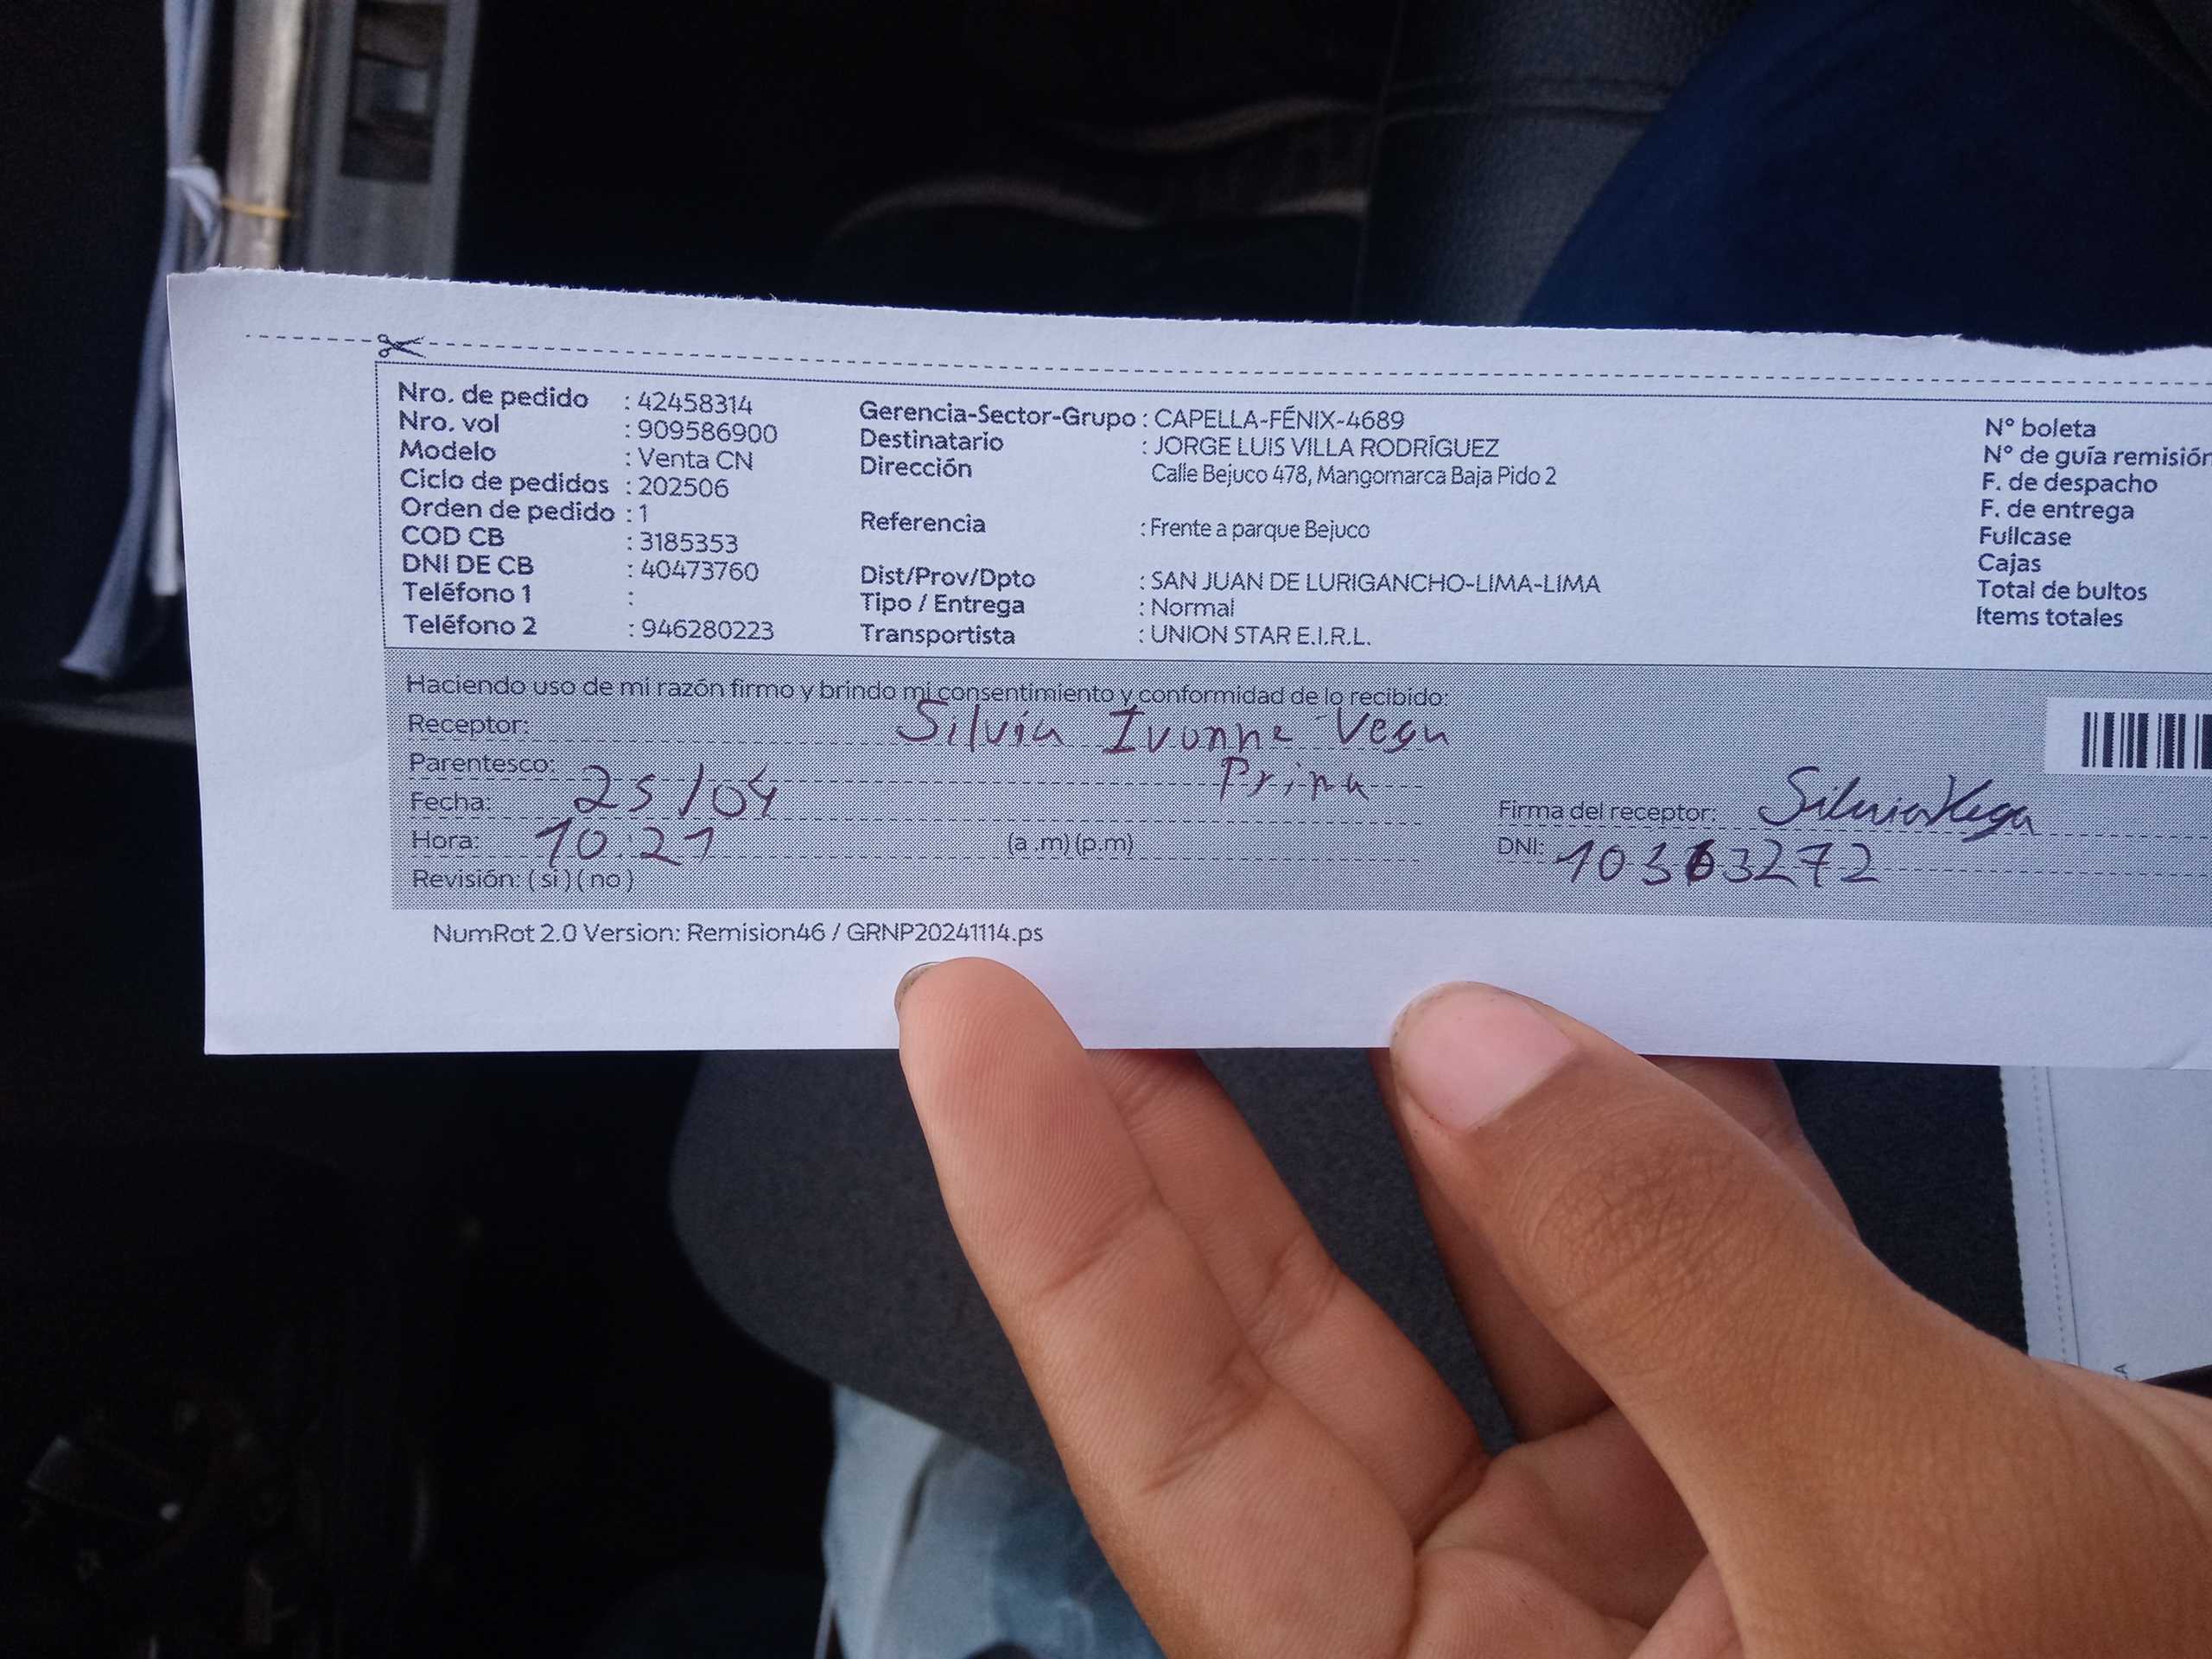 Nro. de pedido : 42458314
Nro. vol : 909586900
Modelo : Venta CN
Ciclo de pedidos : 202506
Orden de pedido : 1
COD CB : 3185353
DNI DE CB : 40473760
Teléfono 1 :
Teléfono 2 : 946280223
Gerencia-Sector-Grupo : CAPELLA-FÉNIX-4689
Destinatario : JORGE LUIS VILLA RODRÍGUEZ
Dirección Calle Bejuco 478, Mangomarca Baja Pido 2
Referencia : Frente a parque Bejuco
Dist/Prov/Dpto : SAN JUAN DE LURIGANCHO-LIMA-LIMA
Tipo / Entrega : Normal
Transportista : UNION STAR E.I.R.L.
N° boleta
N° de guía remisión
F. de despacho
F. de entrega
Fullcase
Cajas
Total de bultos
Items totales
Haciendo uso de mi razón firmo y brindo mi consentimiento y conformidad de lo recibido:
Receptor: Silvia Ivonne Vega
Parentesco: Prima
Fecha: 25/04
Hora: 10:21 (a .m) (p.m)
Revisión: ( si ) ( no )
Firma del receptor: Silvia Vega
DNI: 10363272
NumRot 2.0 Version: Remision46 / GRNP20241114.ps